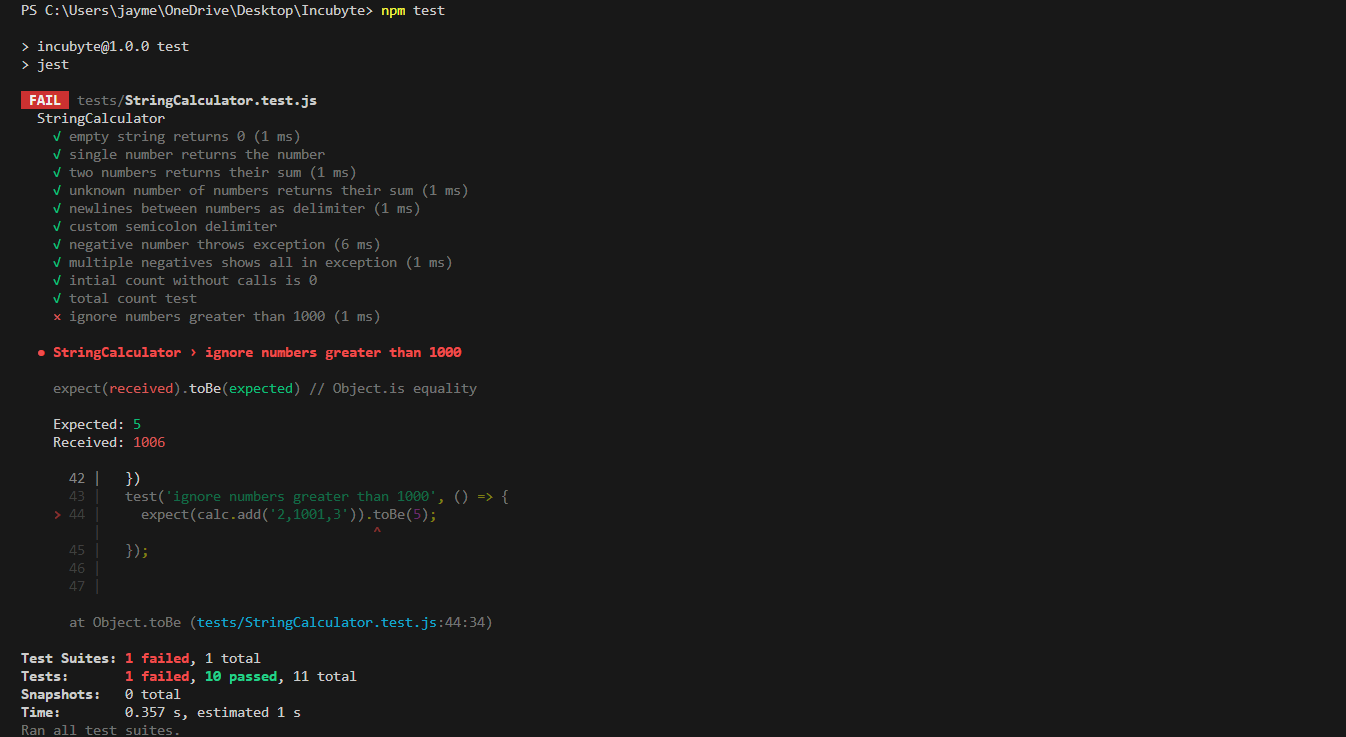 PS C:\Users\jayme\OneDrive\Desktop\Incubyte> npm test
> incubyte@1.0.0 test
> jest
FAIL tests/StringCalculator.test.js
StringCalculator
√ empty string returns 0 (1 ms)
√ single number returns the number
√ two numbers returns their sum (1 ms)
√ unknown number of numbers returns their sum (1 ms)
√ newlines between numbers as delimiter (1 ms)
√ custom semicolon delimiter
√ negative number throws exception (6 ms)
√ multiple negatives shows all in exception (1 ms)
√ intial count without calls is 0
√ total count test
× ignore numbers greater than 1000 (1 ms)
● StringCalculator › ignore numbers greater than 1000
expect(received).toBe(expected) // Object.is equality
Expected: 5
Received: 1006
42 | })
43 | test('ignore numbers greater than 1000', () => {
> 44 | expect(calc.add('2,1001,3')).toBe(5);
| ^
45 | });
46 |
47 |
at Object.toBe (tests/StringCalculator.test.js:44:34)
Test Suites: 1 failed, 1 total
Tests: 1 failed, 10 passed, 11 total
Snapshots: 0 total
Time: 0.357 s, estimated 1 s
Ran all test suites.